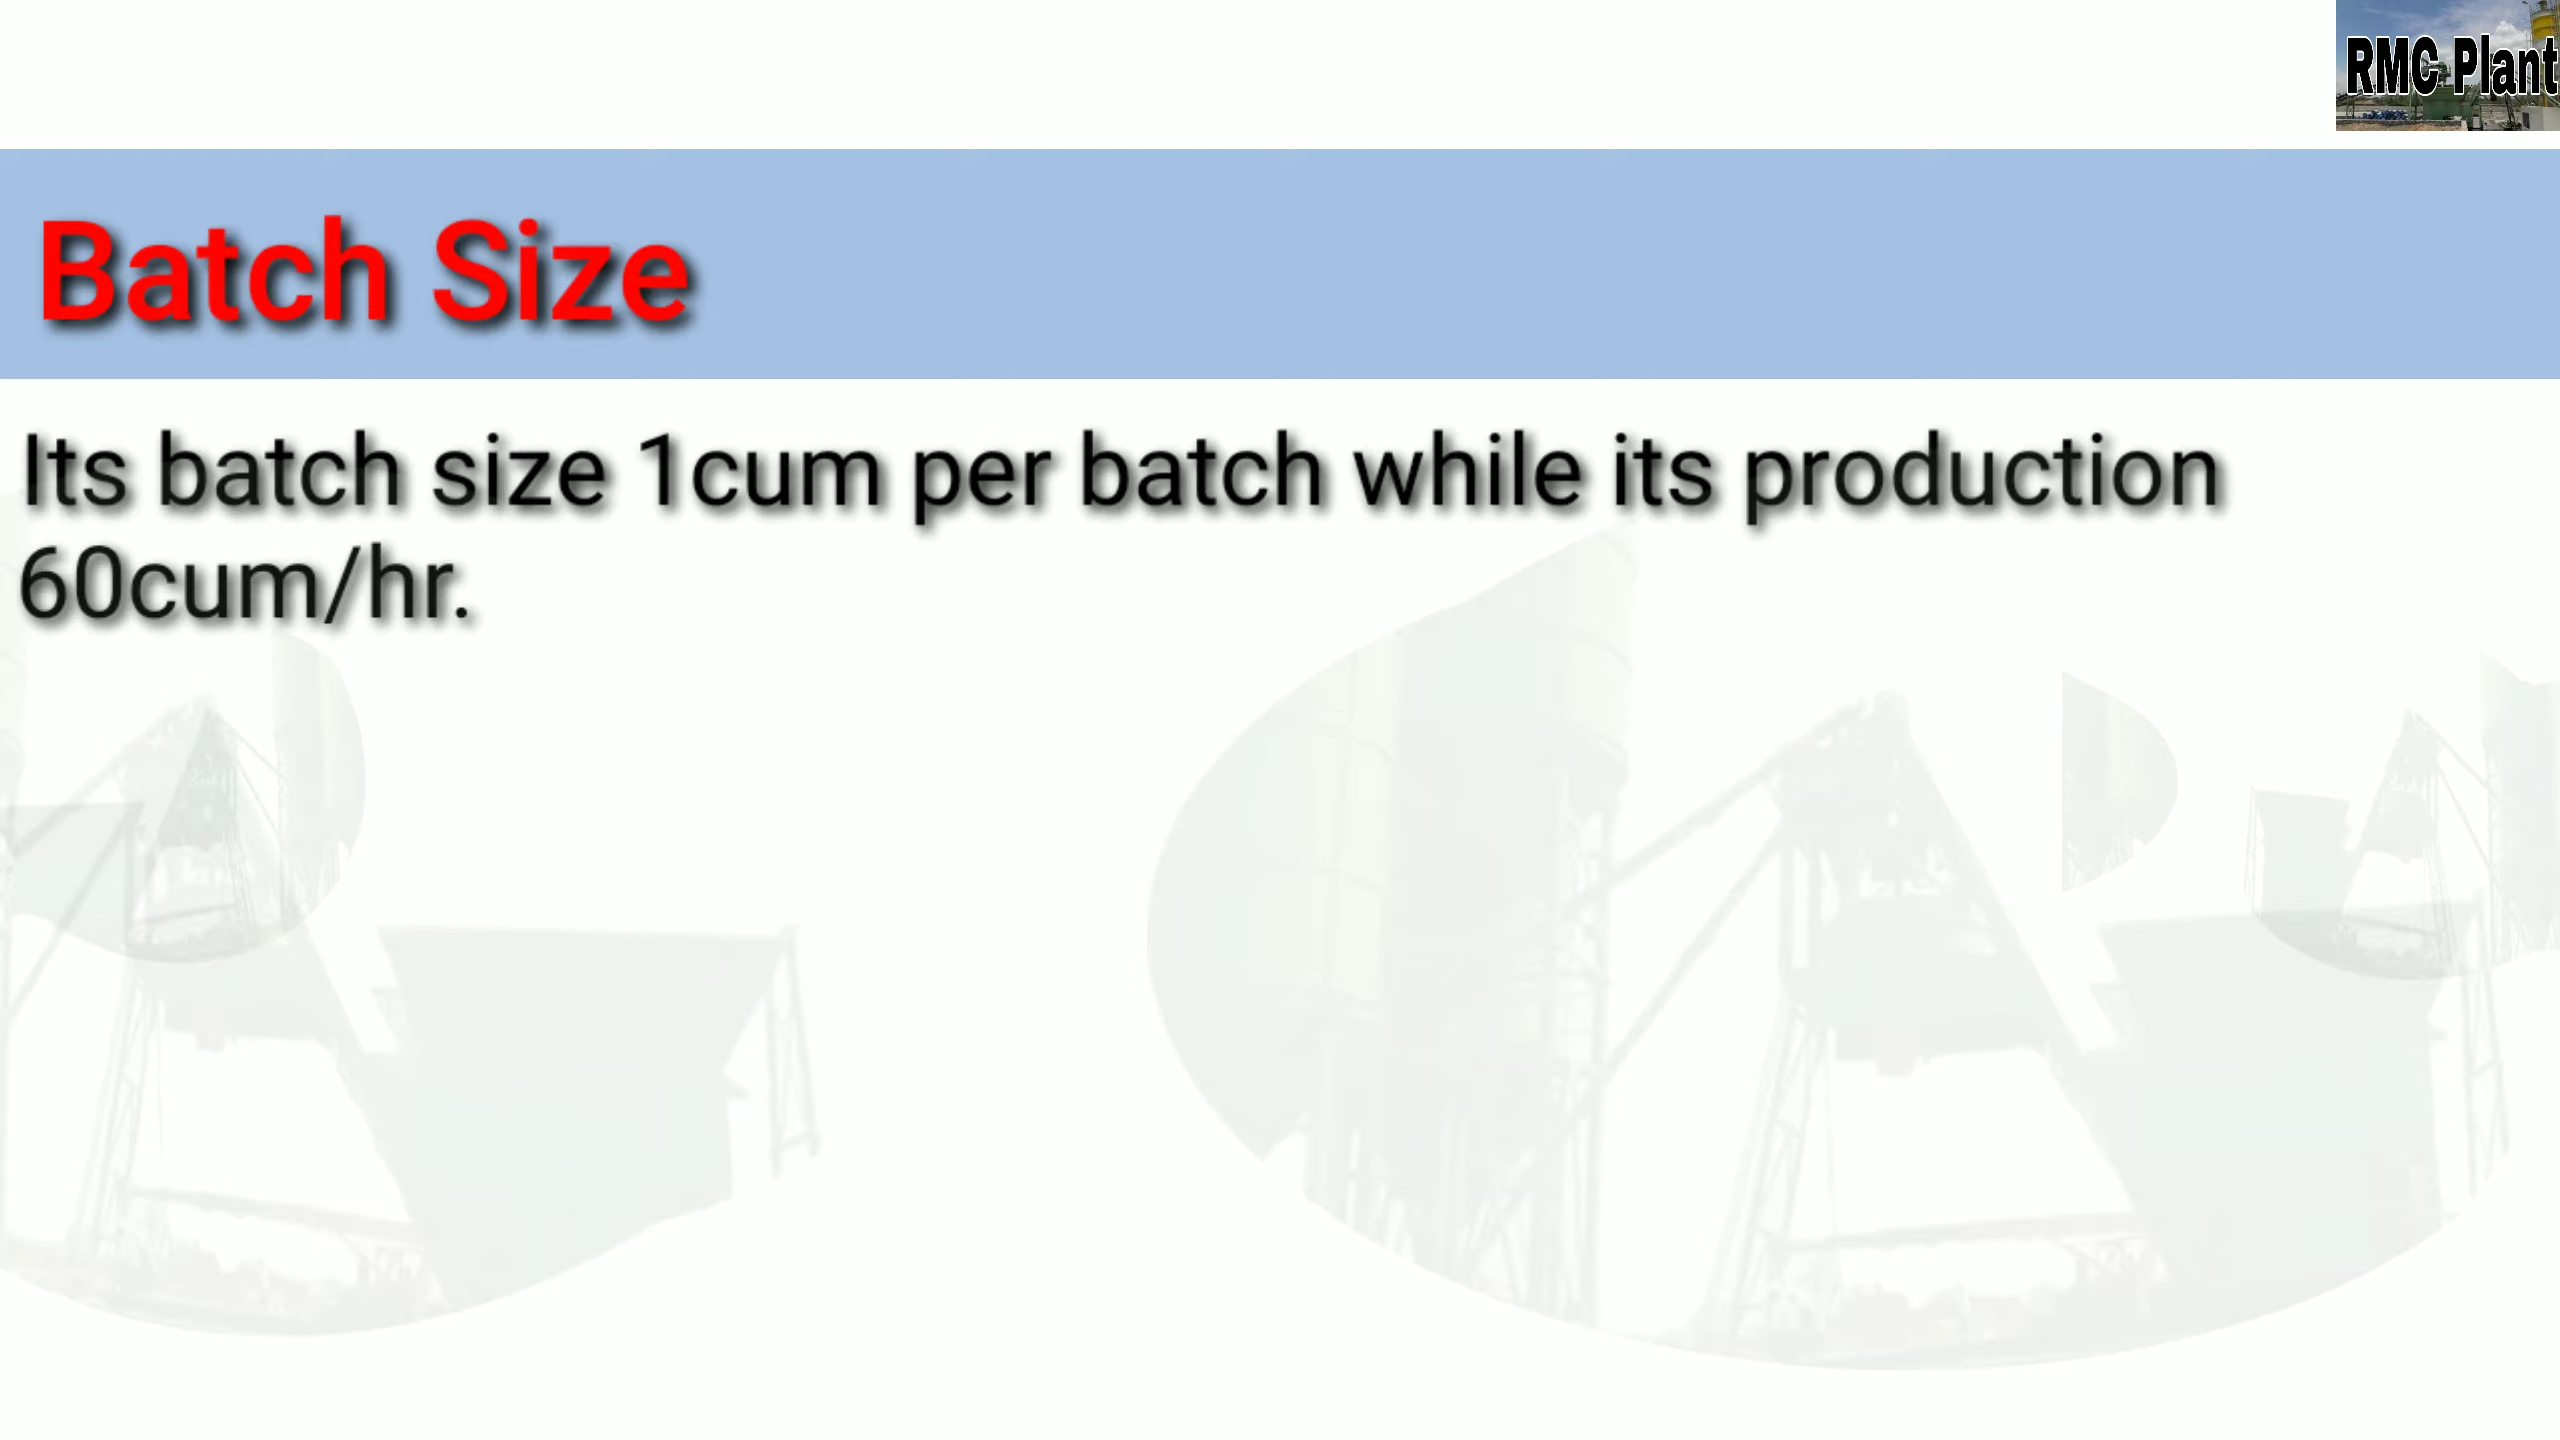 RMC Plant
Batch Size
Its batch size 1cum per batch while its production
60cum/hr.